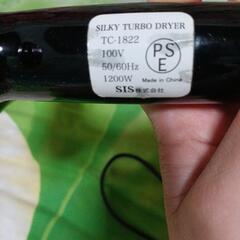 SILKY TURBO DRYER
TC-1822
100V
50/60Hz
1200W
PS
E
Made in China
SIS株式会社